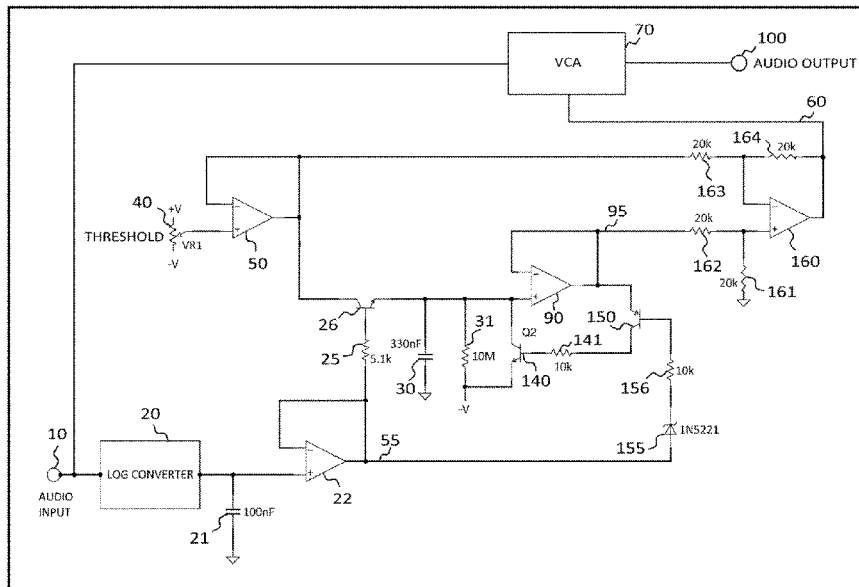 70
100
VCA
AUDIO OUTPUT
60
164
20k
20k
163
40
+V
THRESHOLD
VR1
-V
50
95
20k
162
160
20k
161
26
25
5.1k
330nF
30
31
10M
-V
90
Q2
150
141
10k
140
10k
156
1N5221
155
20
10
55
LOG CONVERTER
22
AUDIO
INPUT
100nF
21